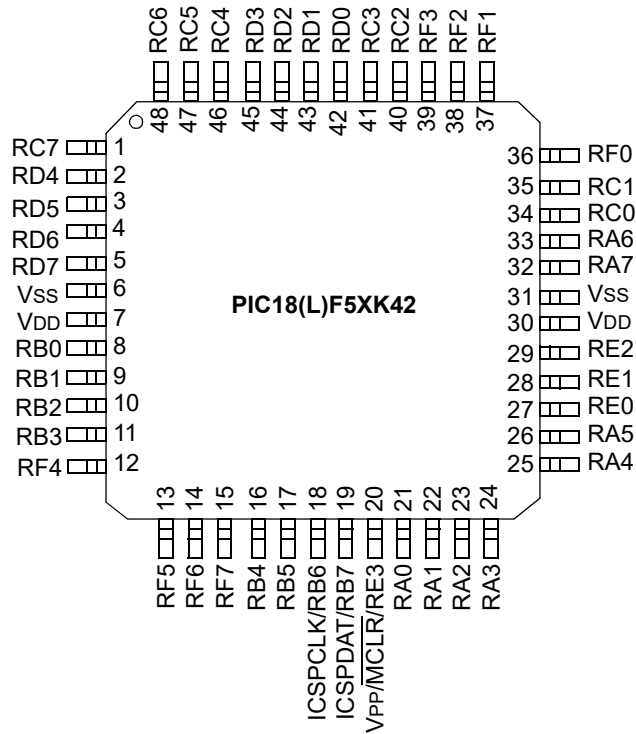 RC6
RC5
RC4
RD3
RD2
RD1
RD0
RC3
RC2
RF3
RF2
RF1
48
47
46
45
44
43
42
41
40
39
38
37
RC7 1
RD4 2
RD5 3
RD6 4
RD7 5
VSS 6
VDD 7
RB0 8
RB1 9
RB2 10
RB3 11
RF4 12
PIC18(L)F5XK42
36 RF0
35 RC1
34 RC0
33 RA6
32 RA7
31 VSS
30 VDD
29 RE2
28 RE1
27 RE0
26 RA5
25 RA4
13
14
15
16
17
18
19
20
21
22
23
24
RF5
RF6
RF7
RB4
RB5
ICSPCLK/RB6
ICSPDAT/RB7
VPP/MCLR/RE3
RA0
RA1
RA2
RA3